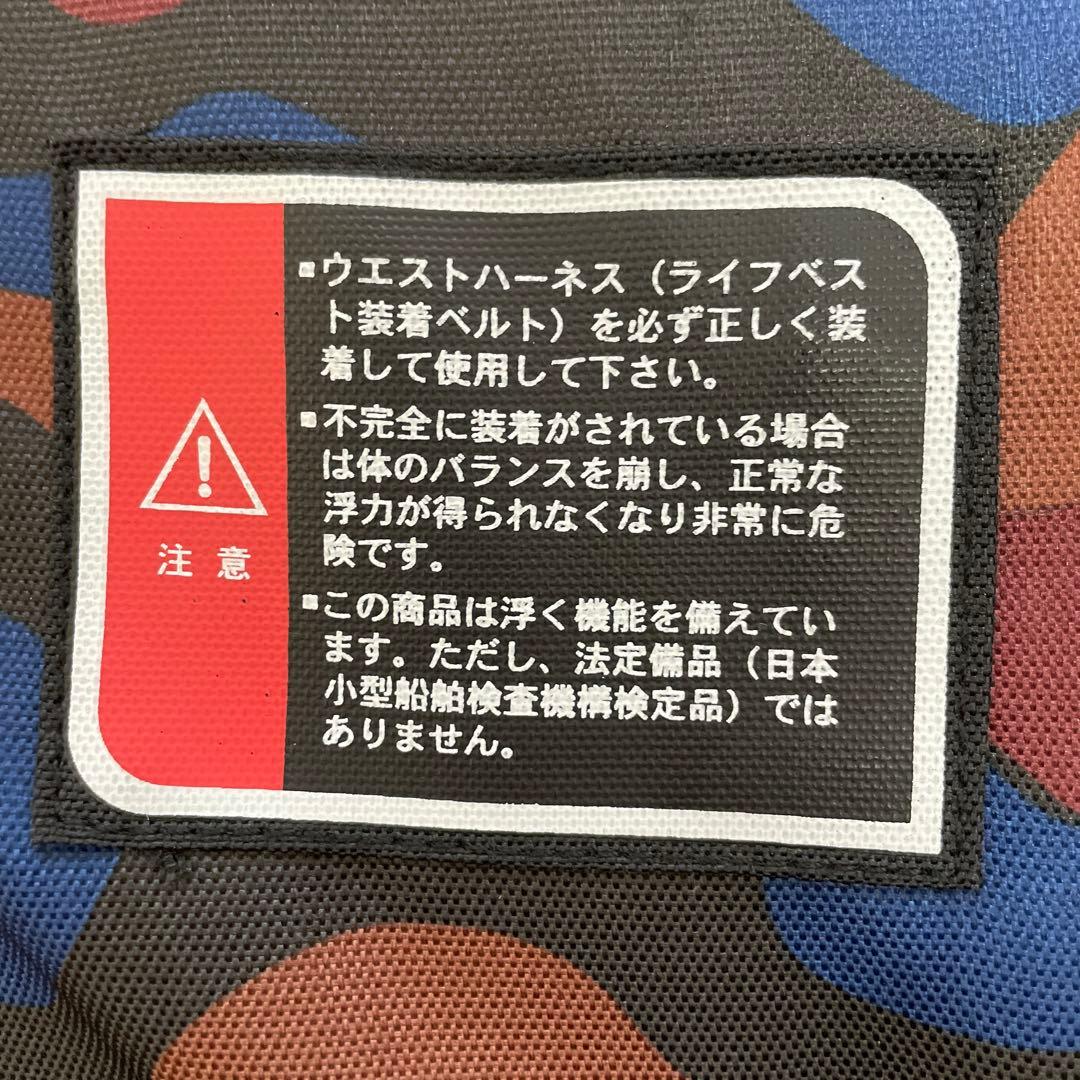 注意
■ウエストハーネス（ライフベス
ト装着ベルト）を必ず正しく装
着して使用して下さい。
■不完全に装着がされている場合
は体のバランスを崩し、正常な
浮力が得られなくなり非常に危
険です。
■この商品は浮く機能を備えてい
ます。ただし、法定備品（日本
小型船舶検査機構検定品）では
ありません。